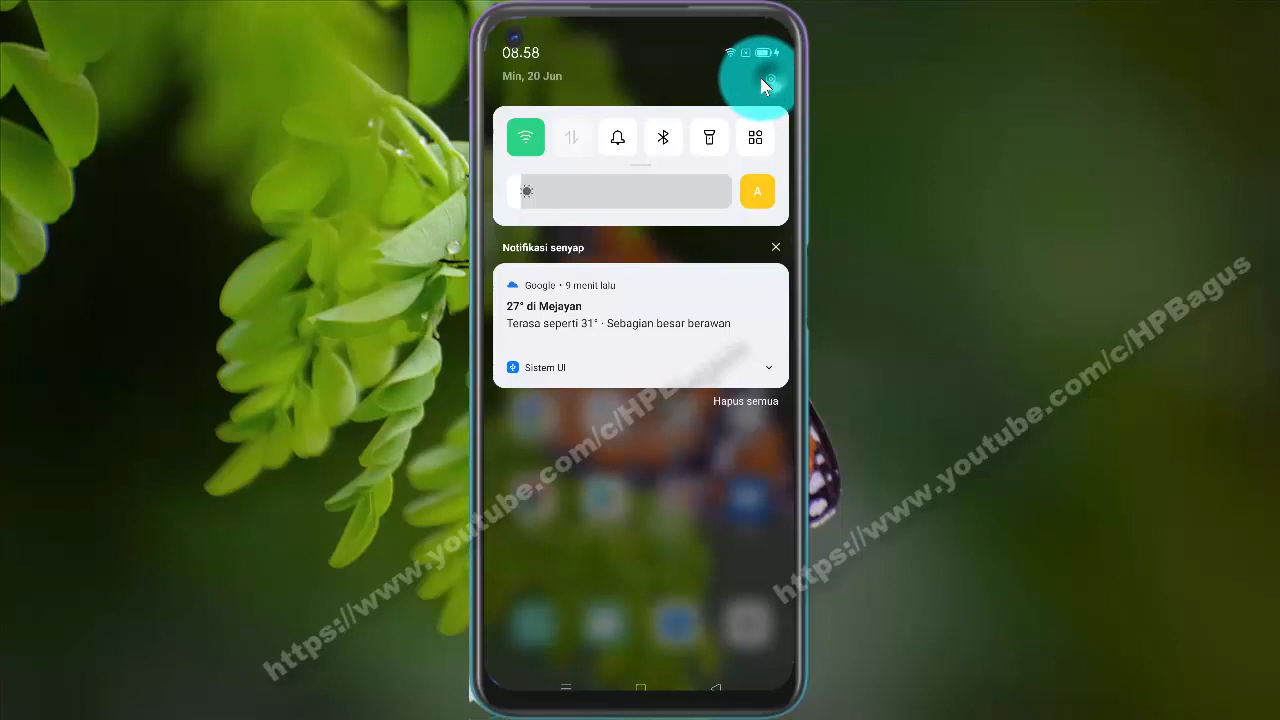 08.58
Min, 20 Jun
A
Notifikasi senyap
Google • 9 menit lalu
27° di Mejayan
Terasa seperti 31° · Sebagian besar berawan
Sistem UI
Hapus semua
https://www.youtube.com/c/HPBagus
https://www.youtube.com/c/HPBagus